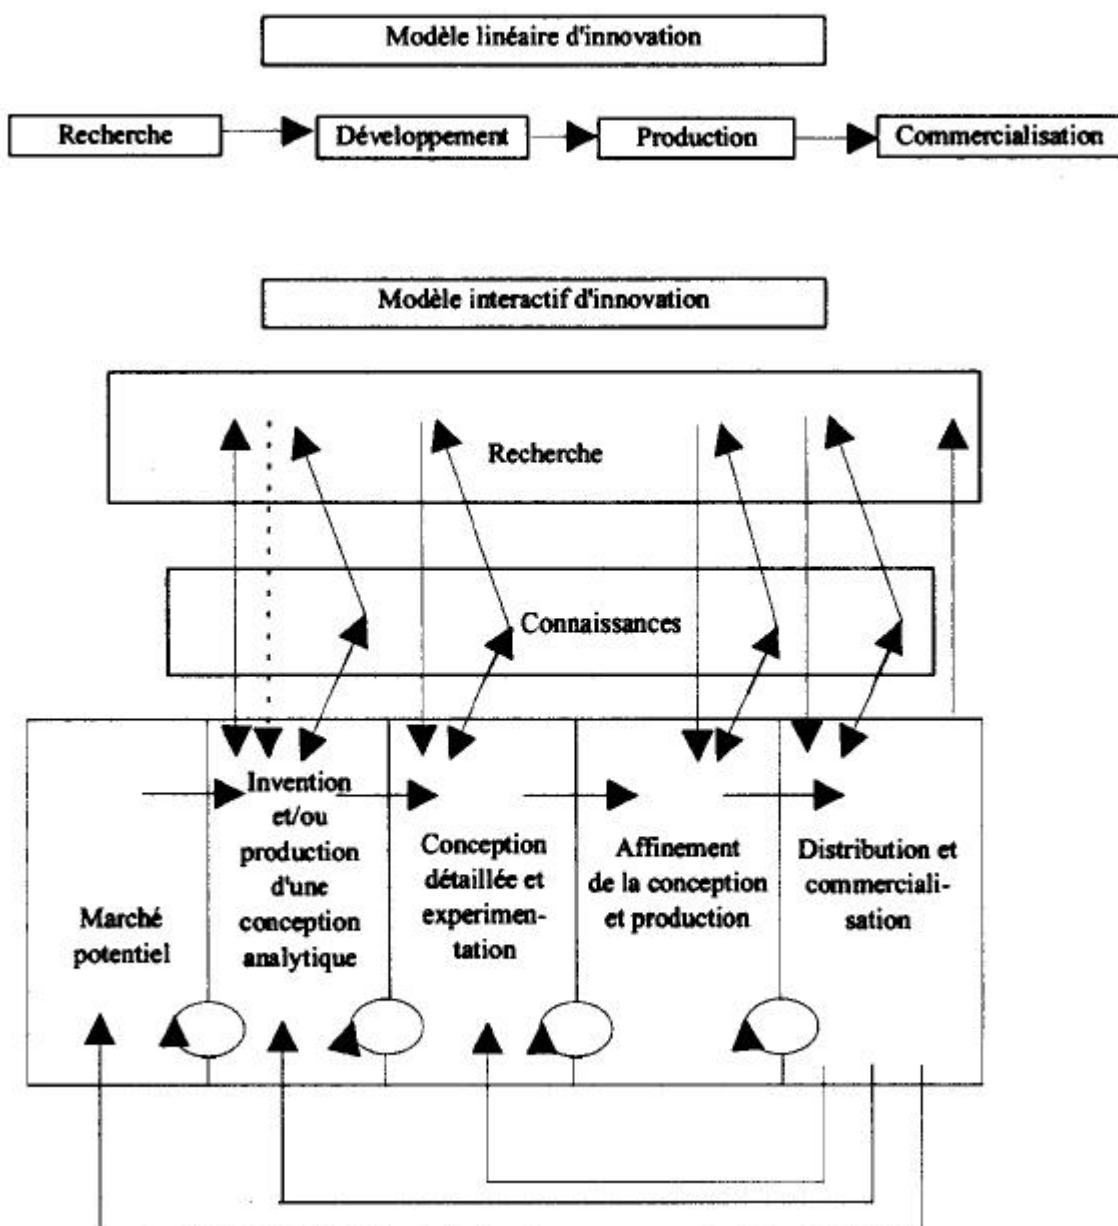 Modèle linéaire d'innovation
Recherche
Développement
Production
Commercialisation
Modèle interactif d'innovation
Recherche
Connaissances
Marché
potentiel
Invention
et/ou
production
d'une
conception
analytique
Conception
détaillée et
experimen-
tation
Affinement
de la conception
et production
Distribution et
commerciali-
sation